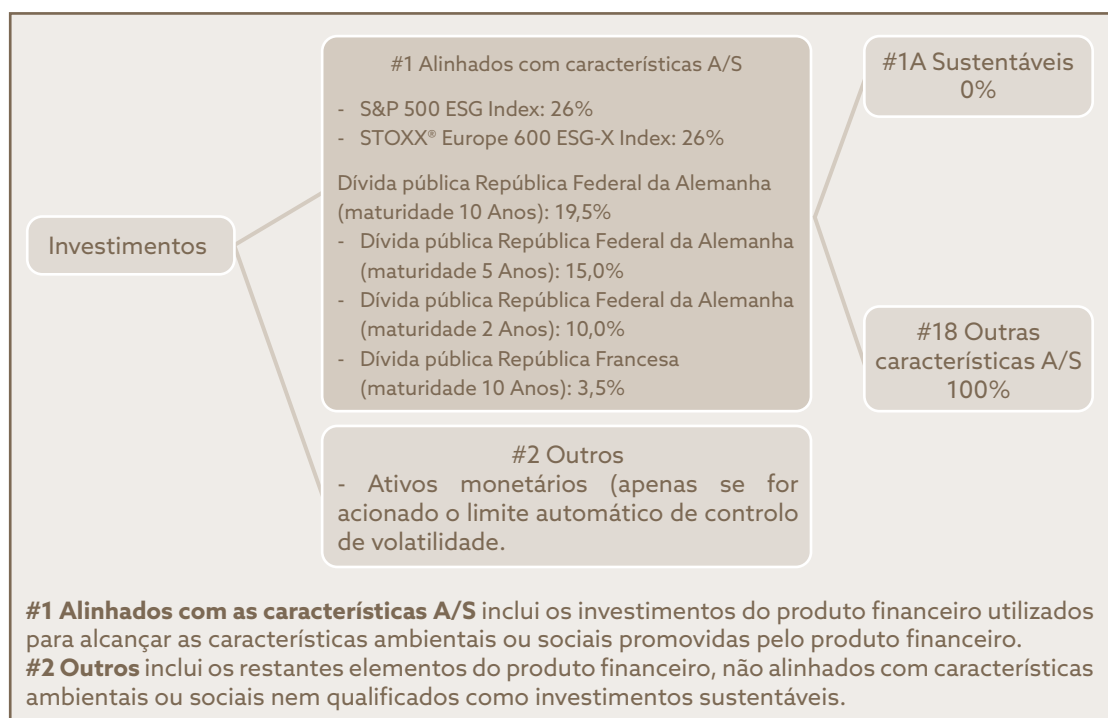 Investimentos
#1 Alinhados com característícas A/S
- S&P 500 ESG Index: 26%
- STOXX® Europe 600 ESG-X Index: 26%
Dívida pública República Federal da Alemanha
(maturidade 10 Anos): 19,5%
- Dívida pública República Federal da Alemanha
(maturidade 5 Anos): 15,0%
- Dívida pública República Federal da Alemanha
(maturidade 2 Anos): 10,0%
- Dívida pública República Francesa
(maturidade 10 Anos): 3,5%
#2 Outros
- Ativos monetários (apenas se for
acionado o limite automático de controlo
de volatilidade.
#1A Sustentáveis
0%
#18 Outras
característícas A/S
100%
#1 Alinhados com as característícas A/S inclui os investimentos do produto financeiro utilizados
para alcançar as característícas ambientais ou sociais promovidas pelo produto financeiro.
#2 Outros inclui os restantes elementos do produto financeiro, não alinhados com característícas
ambientais ou sociais nem qualificados como investimentos sustentáveis.